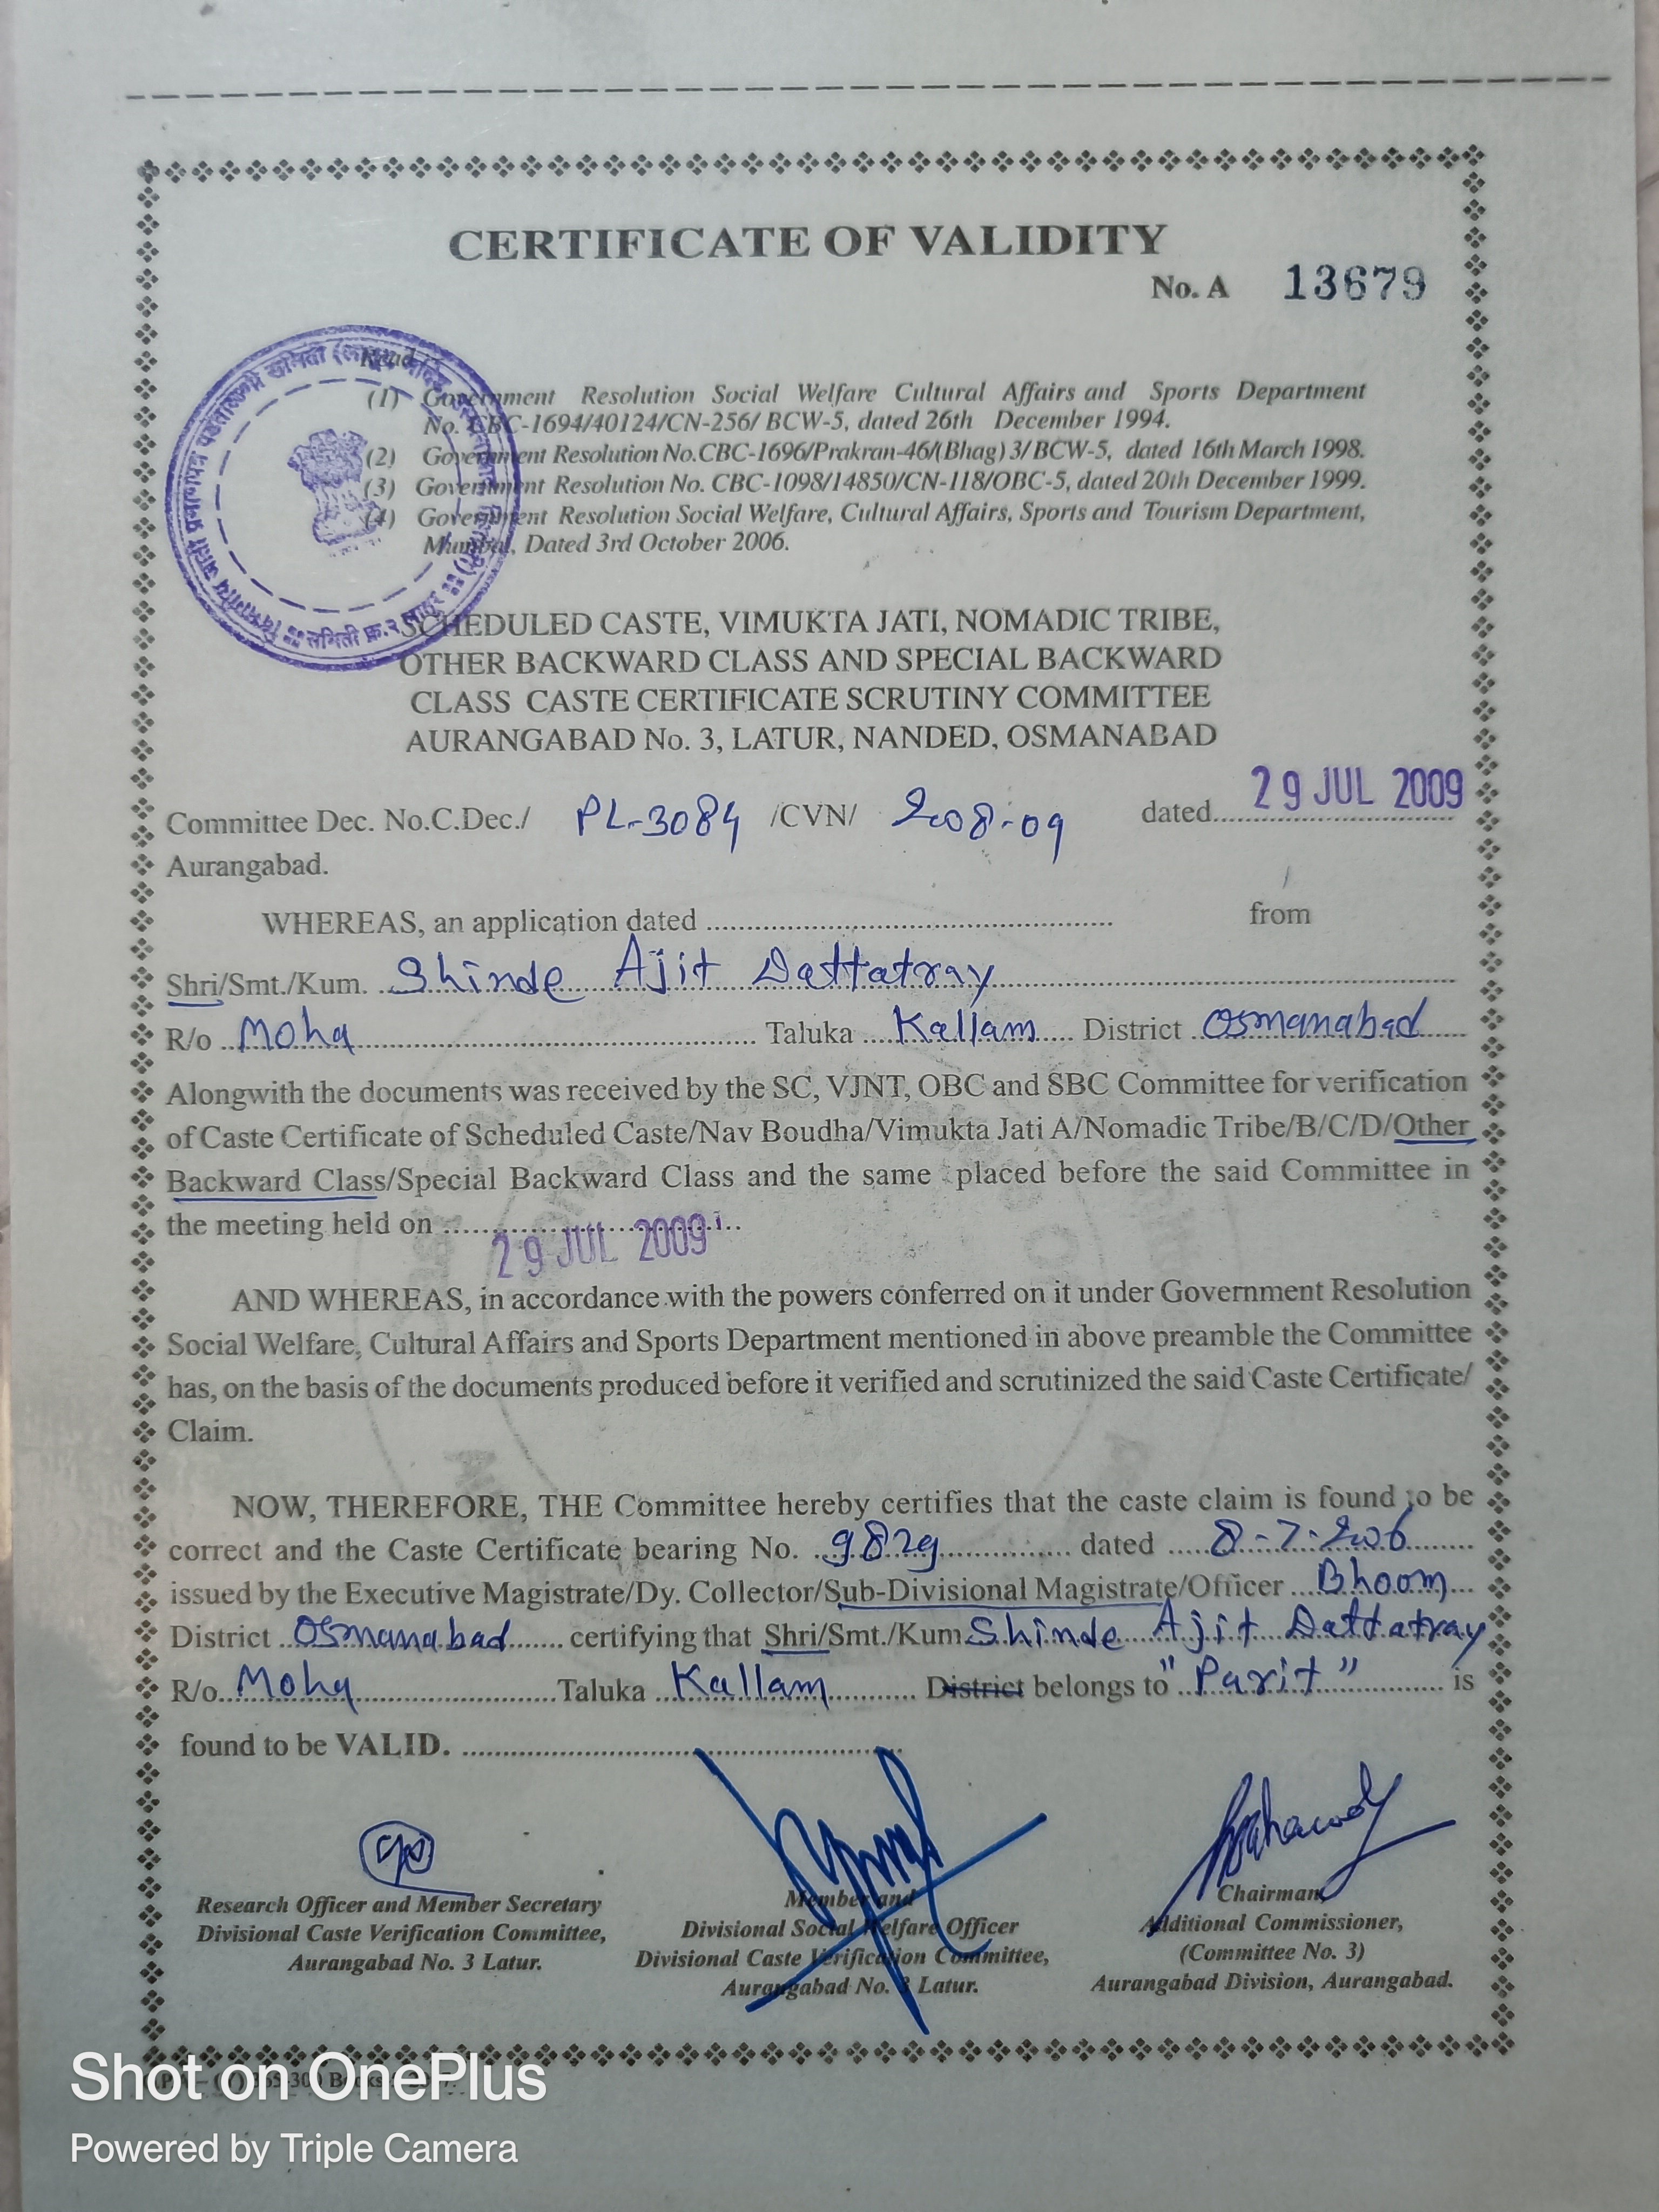 CERTIFICATE OF VALIDITY
No. A 13679
Read
(1) Government Resolution Social Welfare Cultural Affairs and Sports Department
No. CBC-1694/40124/CN-256/ BCW-5, dated 26th December 1994.
(2) Government Resolution No.CBC-1696/Prakran-46/(Bhag) 3/ BCW-5, dated 16th March 1998.
(3) Government Resolution No. CBC-1098/14850/CN-118/OBC-5, dated 20th December 1999.
(4) Government Resolution Social Welfare, Cultural Affairs, Sports and Tourism Department,
Mumbai, Dated 3rd October 2006.
समिती क्र.२ लातूर
SCHEDULED CASTE, VIMUKTA JATI, NOMADIC TRIBE,
OTHER BACKWARD CLASS AND SPECIAL BACKWARD
CLASS CASTE CERTIFICATE SCRUTINY COMMITTEE
AURANGABAD No. 3, LATUR, NANDED, OSMANABAD
Committee Dec. No.C.Dec./ PL-3084 /CVN/ 2008-09 dated 29 JUL 2009
Aurangabad.
WHEREAS, an application dated from
Shri/Smt./Kum. Shinde Ajit Dattatray
R/o Moha Taluka Kallam District Osmanabad
Alongwith the documents was received by the SC, VJNT, OBC and SBC Committee for verification
of Caste Certificate of Scheduled Caste/Nav Boudha/Vimukta Jati A/Nomadic Tribe/B/C/D/Other
Backward Class/Special Backward Class and the same placed before the said Committee in
the meeting held on 29 JUL 2009
AND WHEREAS, in accordance with the powers conferred on it under Government Resolution
Social Welfare, Cultural Affairs and Sports Department mentioned in above preamble the Committee
has, on the basis of the documents produced before it verified and scrutinized the said Caste Certificate/
Claim.
NOW, THEREFORE, THE Committee hereby certifies that the caste claim is found to be
correct and the Caste Certificate bearing No. 9829 dated 8-7-2006
issued by the Executive Magistrate/Dy. Collector/Sub-Divisional Magistrate/Officer Bhoom
District Osmanabad certifying that Shri/Smt./Kum Shinde Ajit Dattatray
R/o Moha Taluka Kallam District belongs to "Parit" is
found to be VALID.
Research Officer and Member Secretary
Divisional Caste Verification Committee,
Aurangabad No. 3 Latur.
Member and
Divisional Social Welfare Officer
Divisional Caste Verification Committee,
Aurangabad No. 3 Latur.
Chairman
Additional Commissioner,
(Committee No. 3)
Aurangabad Division, Aurangabad.
Shot on OnePlus
Powered by Triple Camera